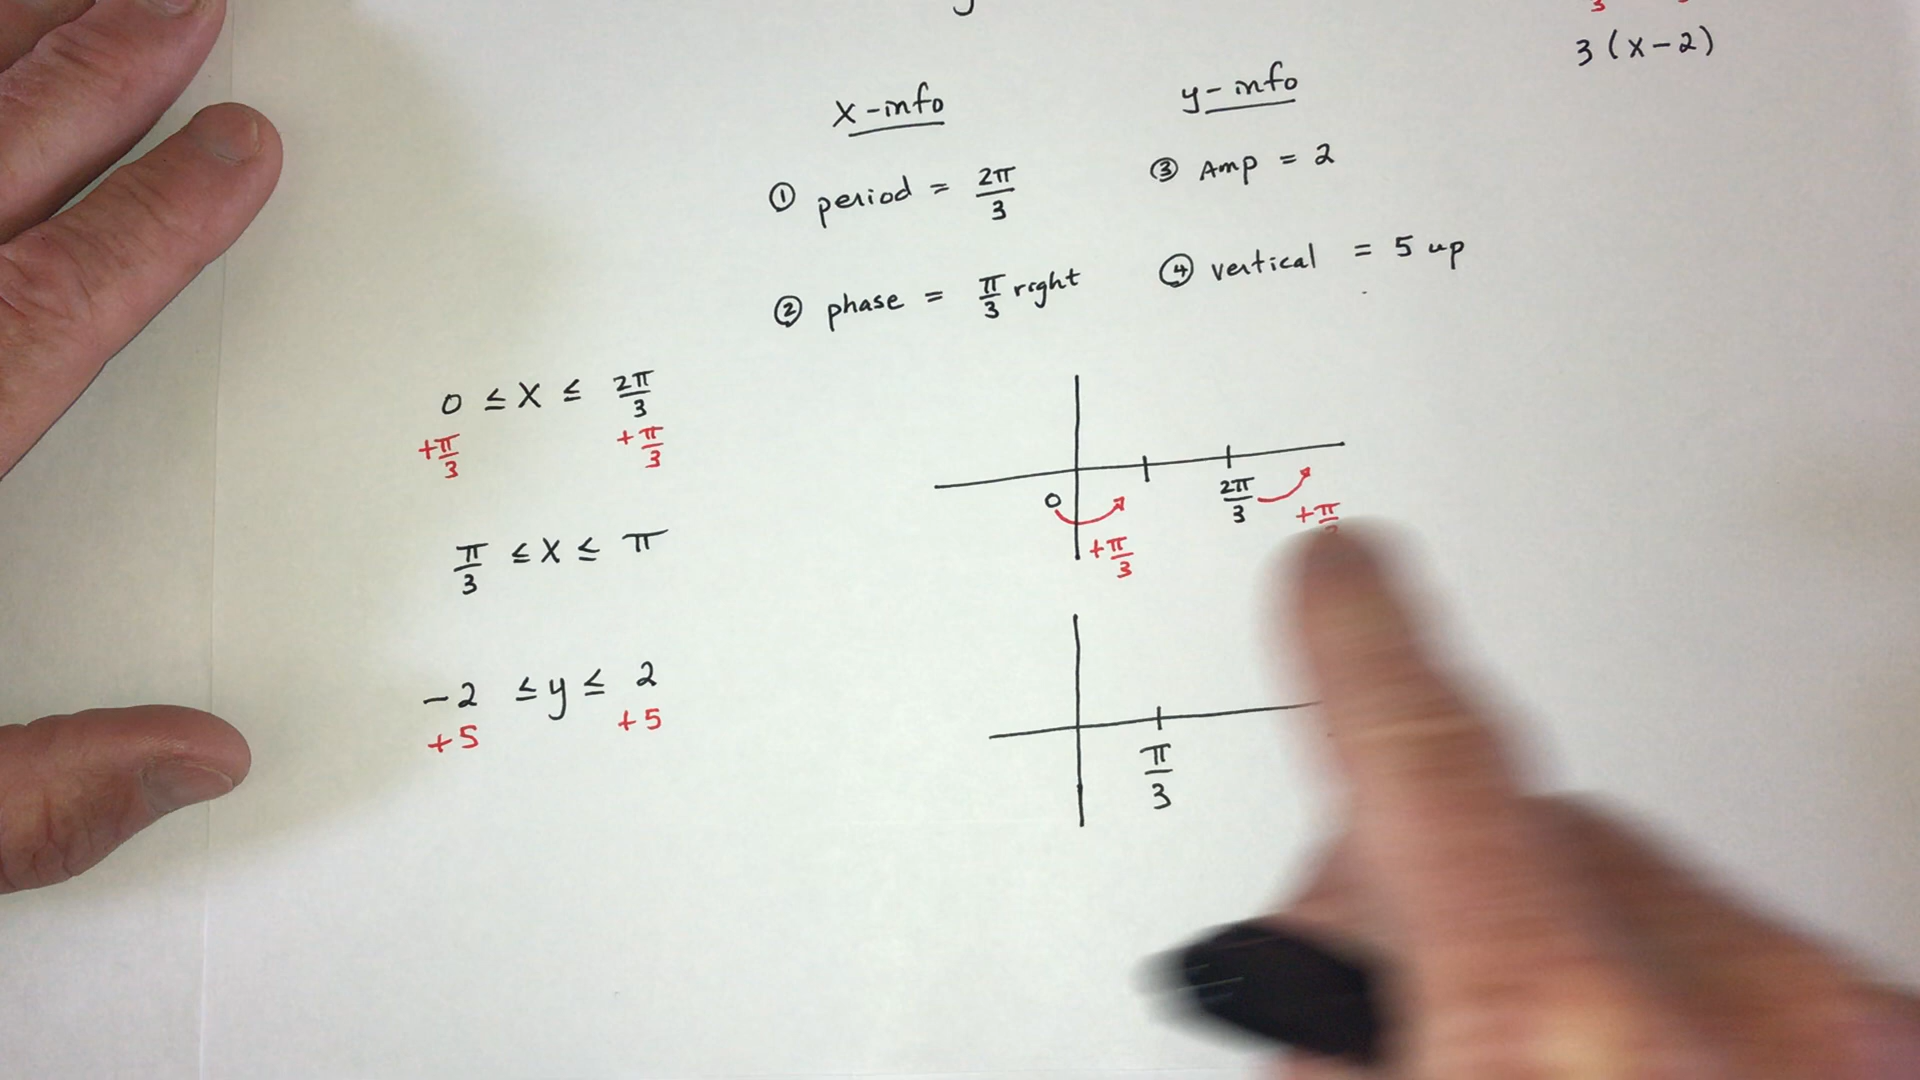 3 (x-2)
x-info
y-info
① period = 2π/3
③ Amp = 2
② phase = π/3 right
④ vertical = 5 up
0 ≤ x ≤ 2π/3
+π/3 +π/3
π/3 ≤ x ≤ π
-2 ≤ y ≤ 2
+5 +5
0 2π/3
+π/3 +π
π/3